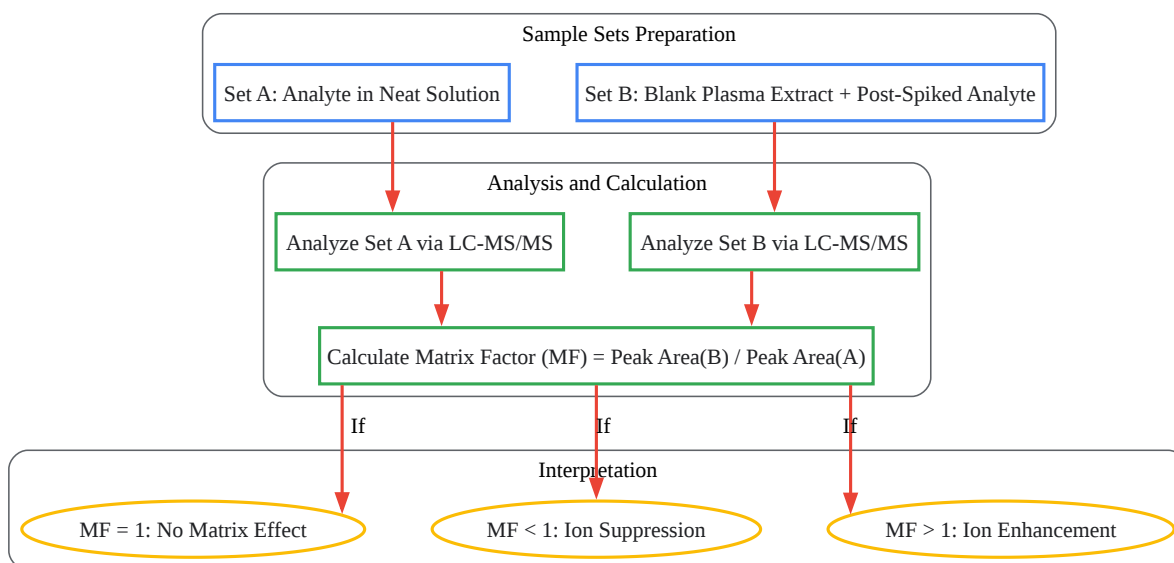 Sample Sets Preparation
Set A: Analyte in Neat Solution
Set B: Blank Plasma Extract + Post-Spiked Analyte
Analysis and Calculation
Analyze Set A via LC-MS/MS
Analyze Set B via LC-MS/MS
Calculate Matrix Factor (MF) = Peak Area(B) / Peak Area(A)
If
If
If
Interpretation
MF = 1: No Matrix Effect
MF < 1: Ion Suppression
MF > 1: Ion Enhancement